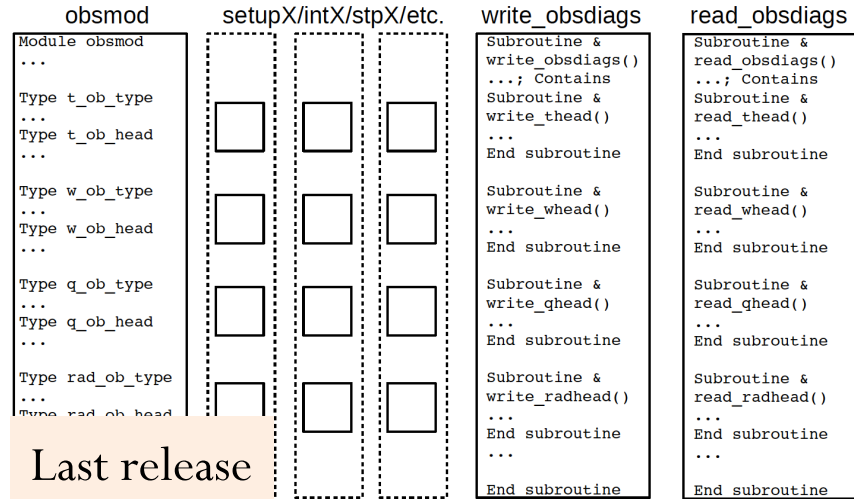 obsmod
setupX/intX/stpX/etc.
write_obsdiags
read_obsdiags
Module obsmod
...
Type t_ob_type
...
Type t_ob_head
...
Type w_ob_type
...
Type w_ob_head
...
Type q_ob_type
...
Type q_ob_head
...
Type rad_ob_type
...
Type rad_ob_head
Last release
Subroutine &
write_obsdiags()
...; Contains
Subroutine &
write_thead()
...
End subroutine
Subroutine &
write_whead()
...
End subroutine
Subroutine &
write_qhead()
...
End subroutine
Subroutine &
write_radhead()
...
End subroutine
...
End subroutine
Subroutine &
read_obsdiags()
...; Contains
Subroutine &
read_thead()
...
End subroutine
Subroutine &
read_whead()
...
End subroutine
Subroutine &
read_qhead()
...
End subroutine
Subroutine &
read_radhead()
...
End subroutine
...
End subroutine